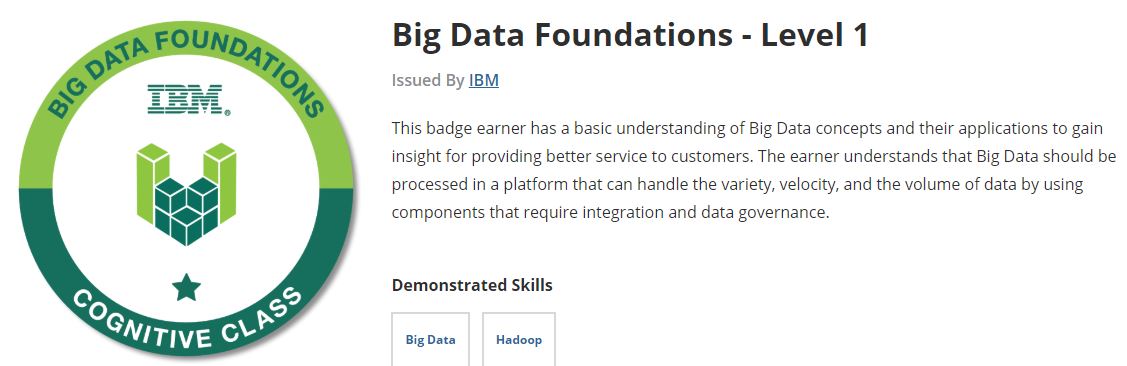 BIG DATA FOUNDATIONS
IBM®
COGNITIVE CLASS
Big Data Foundations - Level 1
Issued By IBM
This badge earner has a basic understanding of Big Data concepts and their applications to gain
insight for providing better service to customers. The earner understands that Big Data should be
processed in a platform that can handle the variety, velocity, and the volume of data by using
components that require integration and data governance.
Demonstrated Skills
Big Data
Hadoop